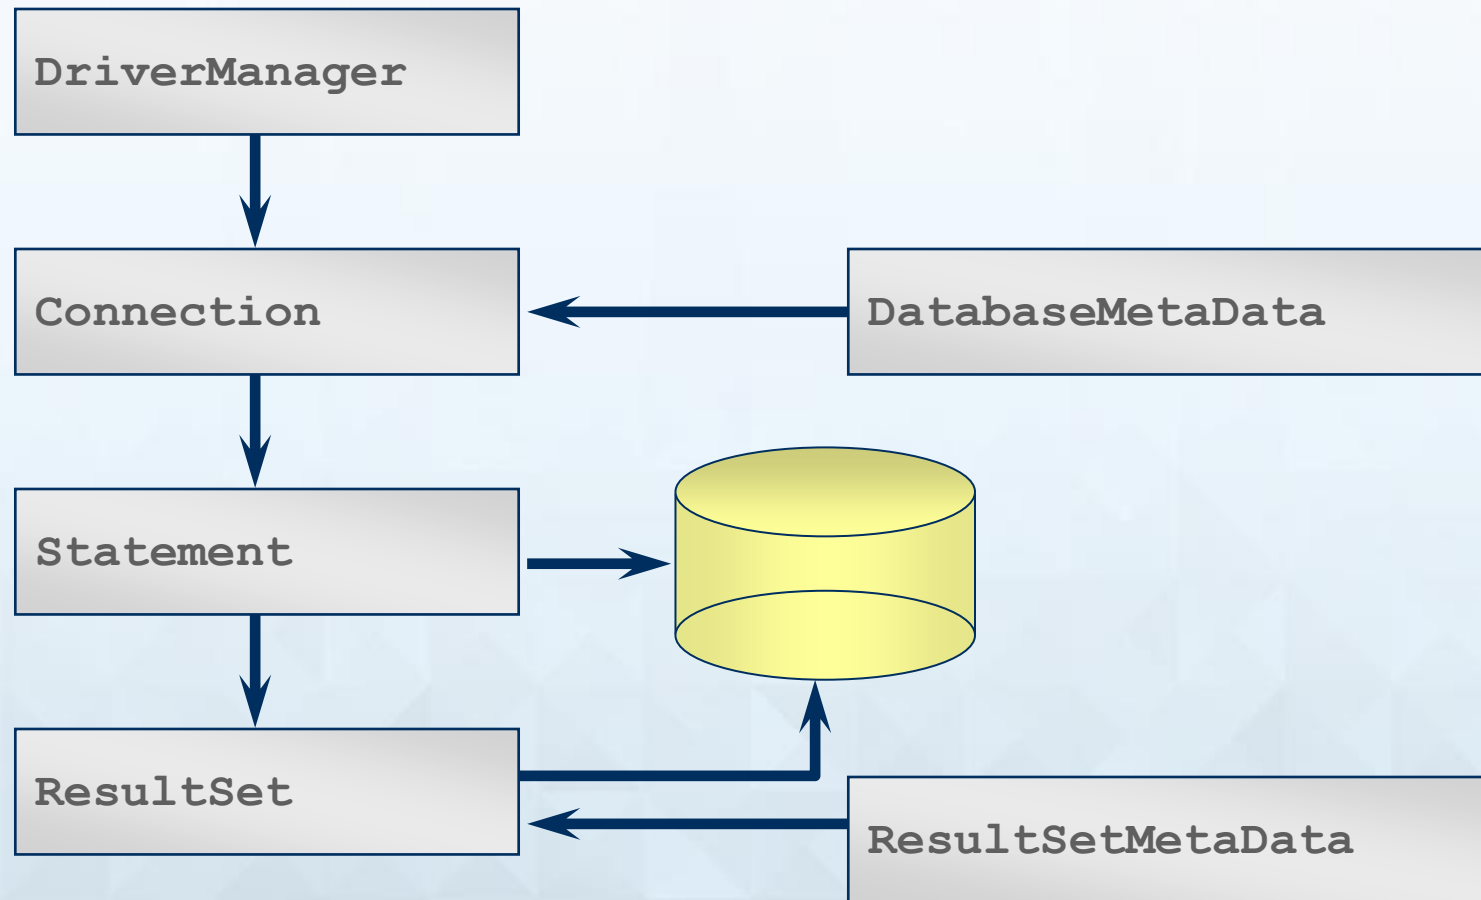 DriverManager
Connection
DatabaseMetaData
Statement
ResultSet
ResultSetMetaData